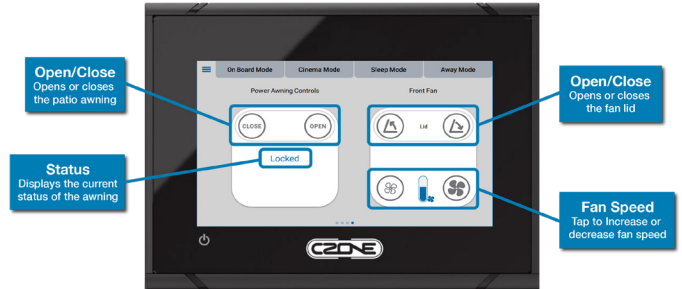 Open/Close
Opens or closes
the patio awning
Status
Displays the current
status of the awning
On Board Mode
Cinema Mode
Sleep Mode
Away Mode
Power Awning Controls
Front Fan
CLOSE
OPEN
Lid
Locked
CZONE
Open/Close
Opens or closes
the fan lid
Fan Speed
Tap to Increase or
decrease fan speed